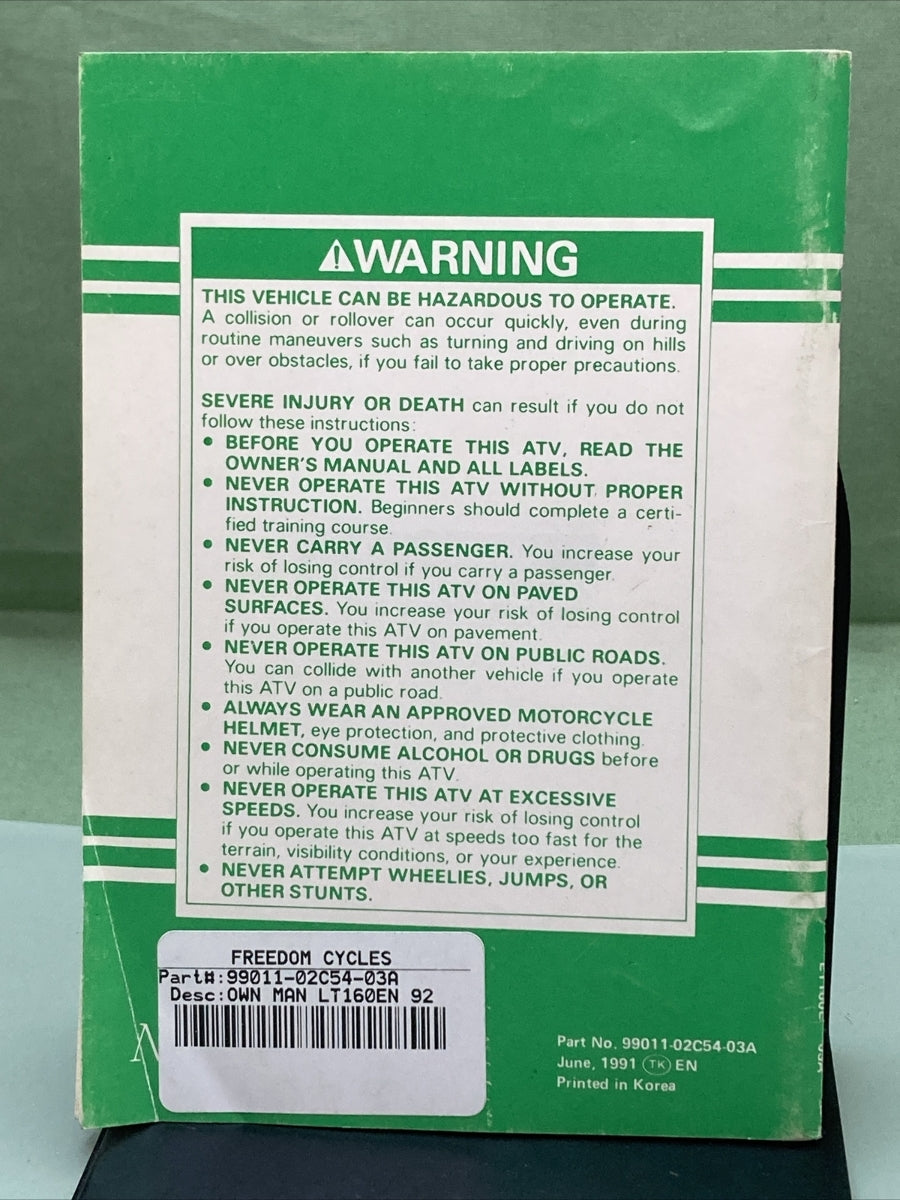 ⚠WARNING
THIS VEHICLE CAN BE HAZARDOUS TO OPERATE.
A collision or rollover can occur quickly, even during
routine maneuvers such as turning and driving on hills
or over obstacles, if you fail to take proper precautions.
SEVERE INJURY OR DEATH can result if you do not
follow these instructions:
• BEFORE YOU OPERATE THIS ATV, READ THE
OWNER'S MANUAL AND ALL LABELS.
• NEVER OPERATE THIS ATV WITHOUT PROPER
INSTRUCTION. Beginners should complete a certi-
fied training course.
• NEVER CARRY A PASSENGER. You increase your
risk of losing control if you carry a passenger.
• NEVER OPERATE THIS ATV ON PAVED
SURFACES. You increase your risk of losing control
if you operate this ATV on pavement.
• NEVER OPERATE THIS ATV ON PUBLIC ROADS.
You can collide with another vehicle if you operate
this ATV on a public road.
• ALWAYS WEAR AN APPROVED MOTORCYCLE
HELMET, eye protection, and protective clothing.
• NEVER CONSUME ALCOHOL OR DRUGS before
or while operating this ATV.
• NEVER OPERATE THIS ATV AT EXCESSIVE
SPEEDS. You increase your risk of losing control
if you operate this ATV at speeds too fast for the
terrain, visibility conditions, or your experience.
• NEVER ATTEMPT WHEELIES, JUMPS, OR
OTHER STUNTS.
FREEDOM CYCLES
Part#:99011-02C54-03A
Desc:OWN MAN LT160EN 92
Part No. 99011-02C54-03A
June, 1991 TK EN
Printed in Korea